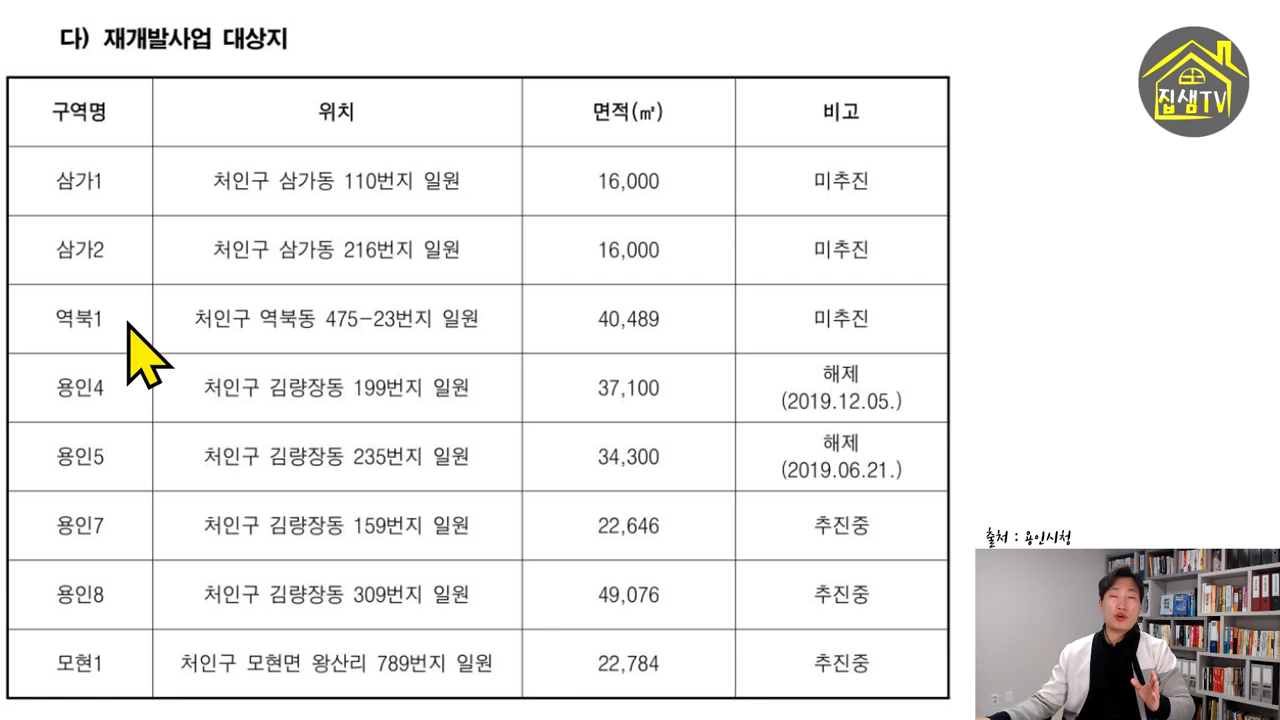 다) 재개발사업 대상지
집샘TV
구역명 위치 면적(㎡) 비고
삼가1 처인구 삼가동 110번지 일원 16,000 미추진
삼가2 처인구 삼가동 216번지 일원 16,000 미추진
역북1 처인구 역북동 475-23번지 일원 40,489 미추진
용인4 처인구 김량장동 199번지 일원 37,100 해제
(2019.12.05.)
용인5 처인구 김량장동 235번지 일원 34,300 해제
(2019.06.21.)
용인7 처인구 김량장동 159번지 일원 22,646 추진중
용인8 처인구 김량장동 309번지 일원 49,076 추진중
모현1 처인구 모현면 왕산리 789번지 일원 22,784 추진중
출처 : 용인시청